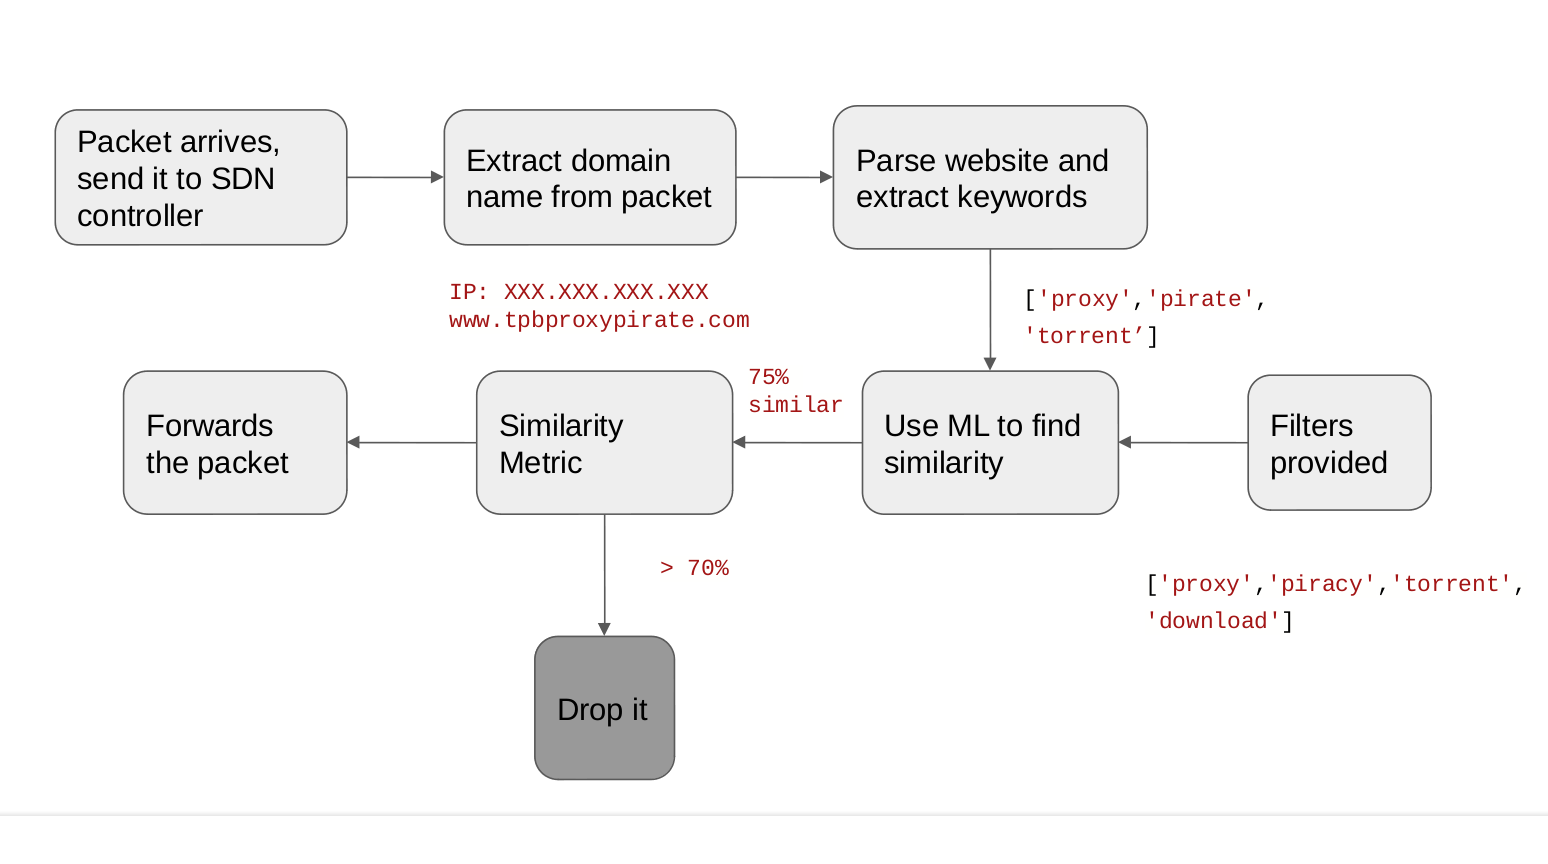 Packet arrives,
send it to SDN
controller
Extract domain
name from packet
Parse website and
extract keywords
IP: XXX.XXX.XXX.XXX
www.tpbproxypirate.com
['proxy','pirate',
'torrent’]
Forwards
the packet
Similarity
Metric
75%
similar
Use ML to find
similarity
Filters
provided
> 70%
['proxy','piracy','torrent',
'download']
Drop it